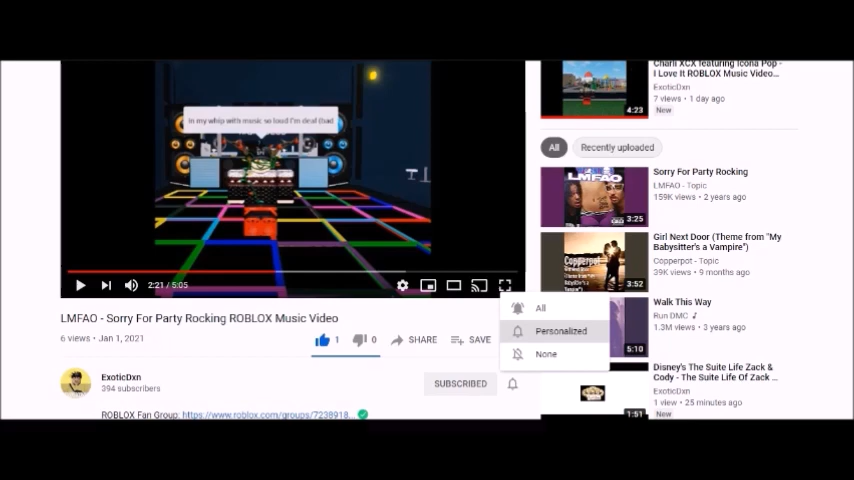 In my whip with music so loud I'm deaf (bad
2:21 / 5:05
LMFAO - Sorry For Party Rocking ROBLOX Music Video
6 views • Jan 1, 2021
1
0
SHARE
SAVE
ExoticDxn
394 subscribers
SUBSCRIBED
ROBLOX Fan Group: https://www.roblox.com/groups/7238918...
All
Personalized
None
Charli XCX featuring Icona Pop -
I Love It ROBLOX Music Video...
ExoticDxn
7 views • 1 day ago
New
4:23
All
Recently uploaded
LMFAO
3:25
Sorry For Party Rocking
LMFAO - Topic
159K views • 2 years ago
Copperpot
3:52
Girl Next Door (Theme from "My
Babysitter's a Vampire")
Copperpot - Topic
39K views • 9 months ago
5:10
Walk This Way
Run DMC
1.3M views • 3 years ago
1:51
Disney's The Suite Life Zack &
Cody - The Suite Life Of Zack ...
ExoticDxn
1 view • 25 minutes ago
New